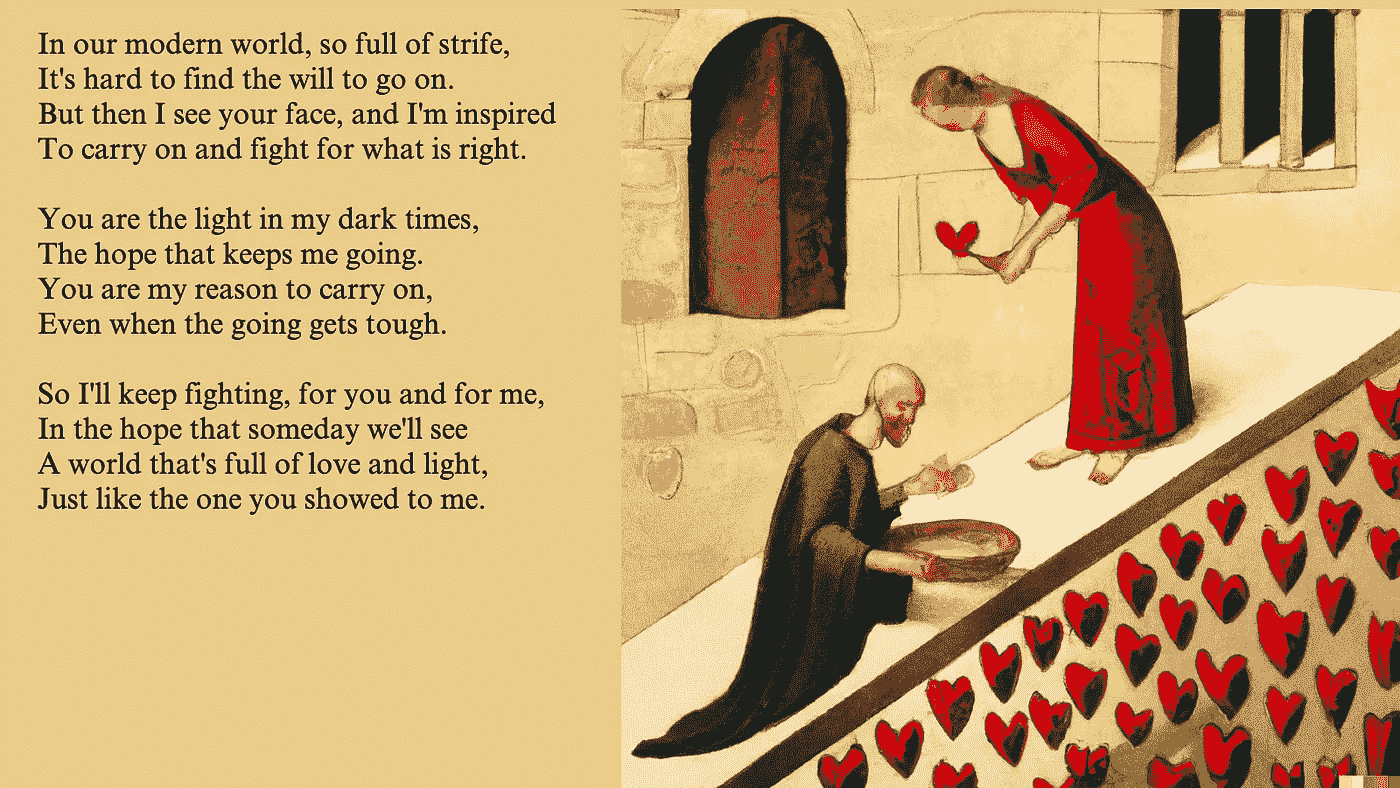 In our modern world, so full of strife,
It's hard to find the will to go on.
But then I see your face, and I'm inspired
To carry on and fight for what is right.
You are the light in my dark times,
The hope that keeps me going.
You are my reason to carry on,
Even when the going gets tough.
So I'll keep fighting, for you and for me,
In the hope that someday we'll see
A world that's full of love and light,
Just like the one you showed to me.